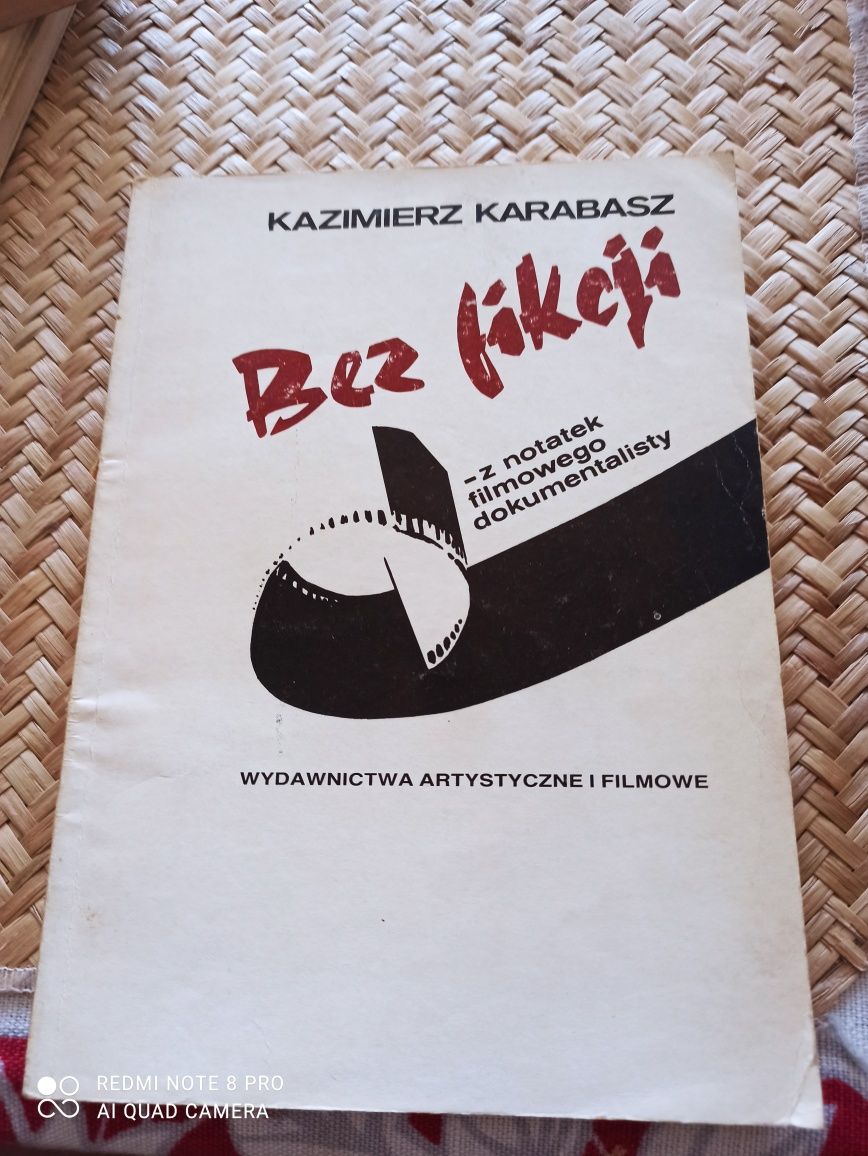 KAZIMIERZ KARABASZ
Bez fikcji
-z notatek
filmowego
dokumentalisty
WYDAWNICTWA ARTYSTYCZNE I FILMOWE
REDMI NOTE 8 PRO
AI QUAD CAMERA